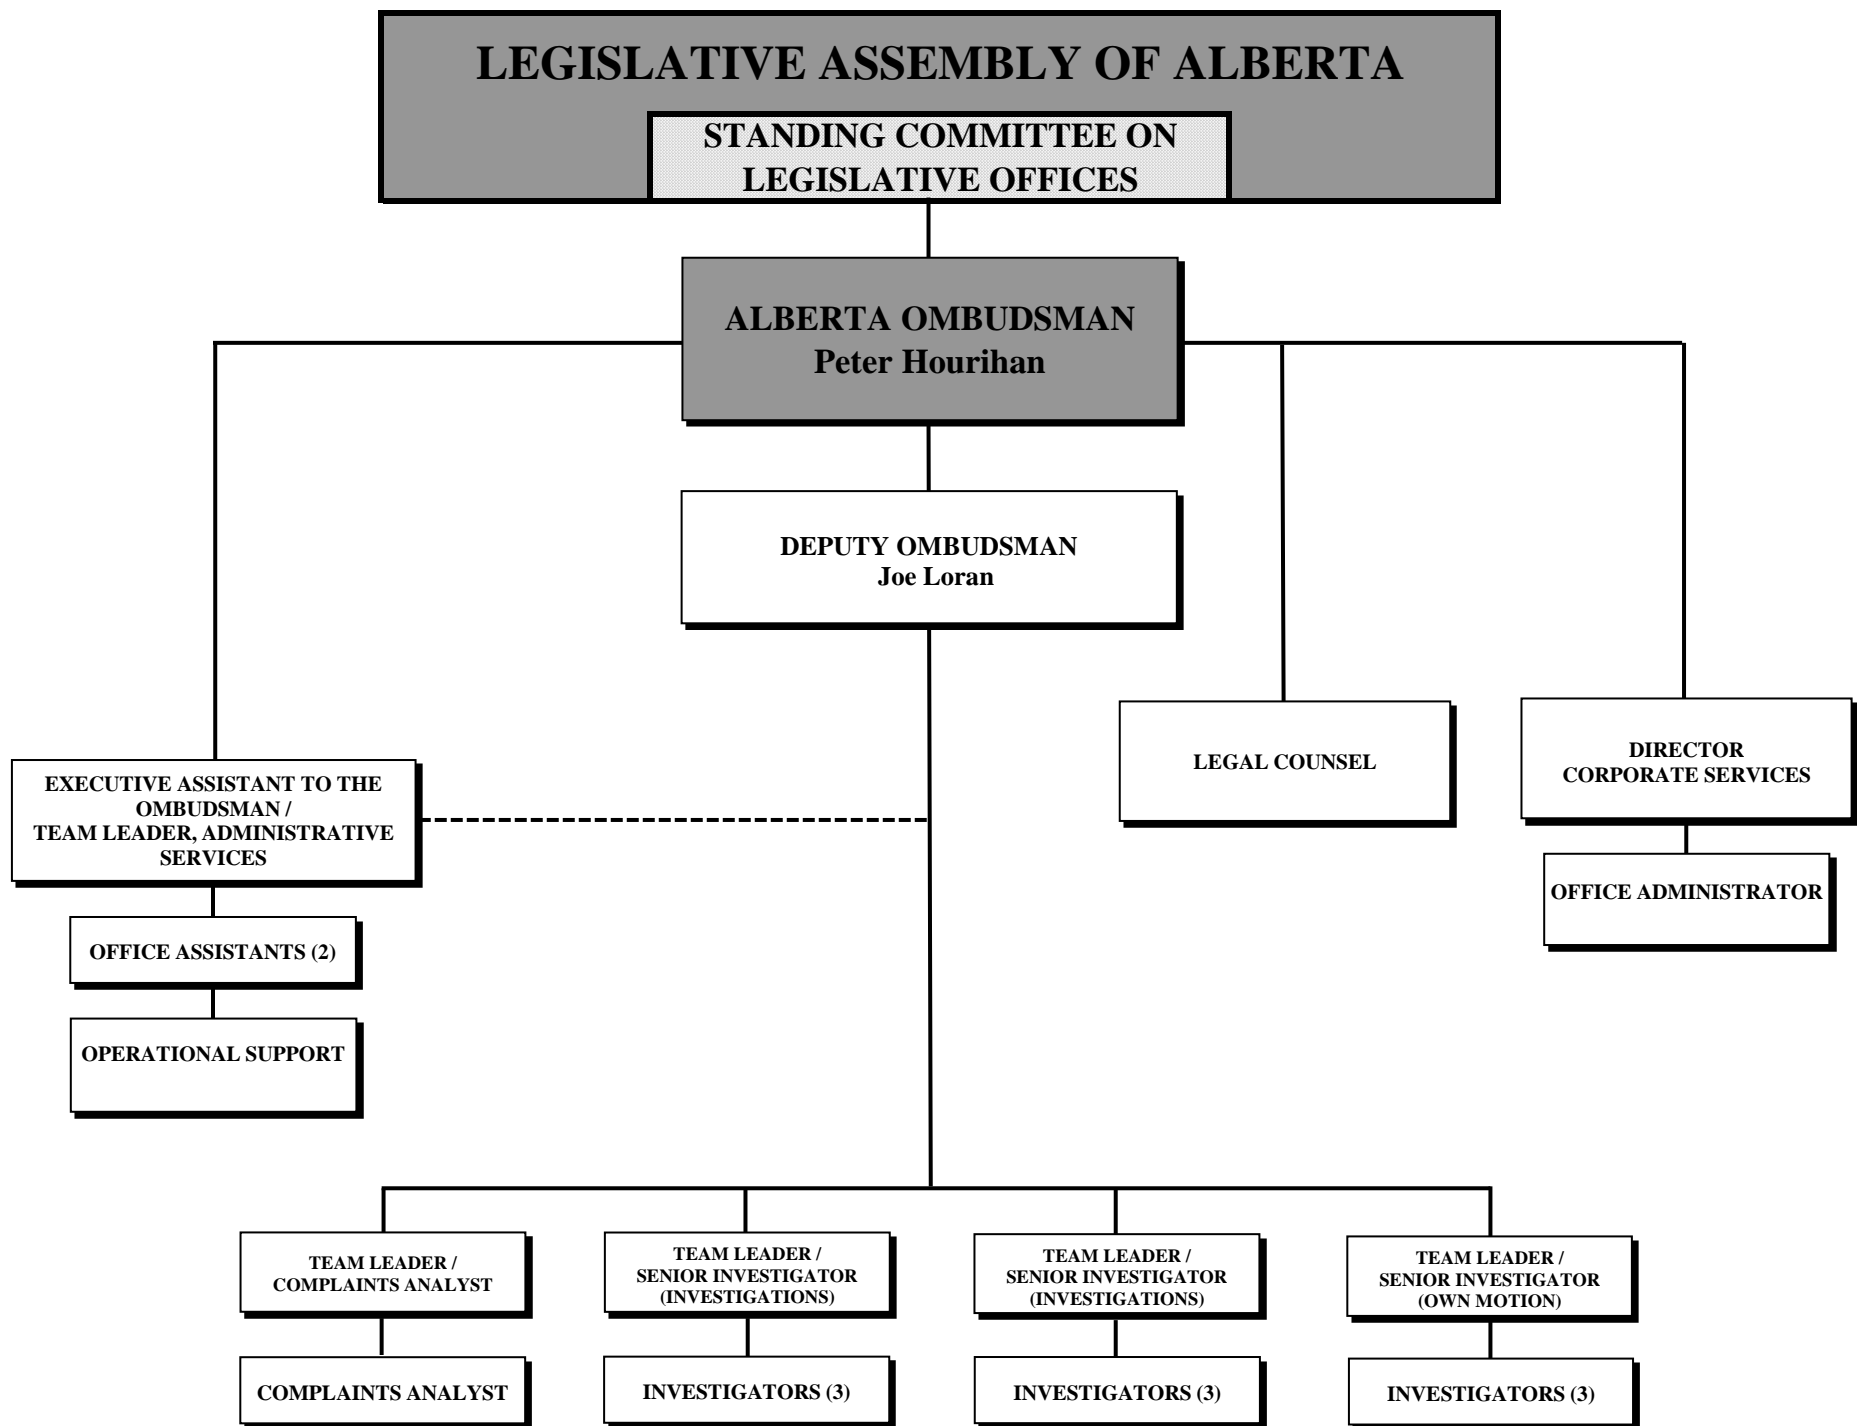 LEGISLATIVE ASSEMBLY OF ALBERTA
STANDING COMMITTEE ON
LEGISLATIVE OFFICES
ALBERTA OMBUDSMAN
Peter Hourihan
DEPUTY OMBUDSMAN
Joe Loran
LEGAL COUNSEL
DIRECTOR
CORPORATE SERVICES
EXECUTIVE ASSISTANT TO THE
OMBUDSMAN /
TEAM LEADER, ADMINISTRATIVE
SERVICES
OFFICE ADMINISTRATOR
OFFICE ASSISTANTS (2)
OPERATIONAL SUPPORT
TEAM LEADER /
COMPLAINTS ANALYST
TEAM LEADER /
SENIOR INVESTIGATOR
(INVESTIGATIONS)
TEAM LEADER /
SENIOR INVESTIGATOR
(INVESTIGATIONS)
TEAM LEADER /
SENIOR INVESTIGATOR
(OWN MOTION)
COMPLAINTS ANALYST
INVESTIGATORS (3)
INVESTIGATORS (3)
INVESTIGATORS (3)